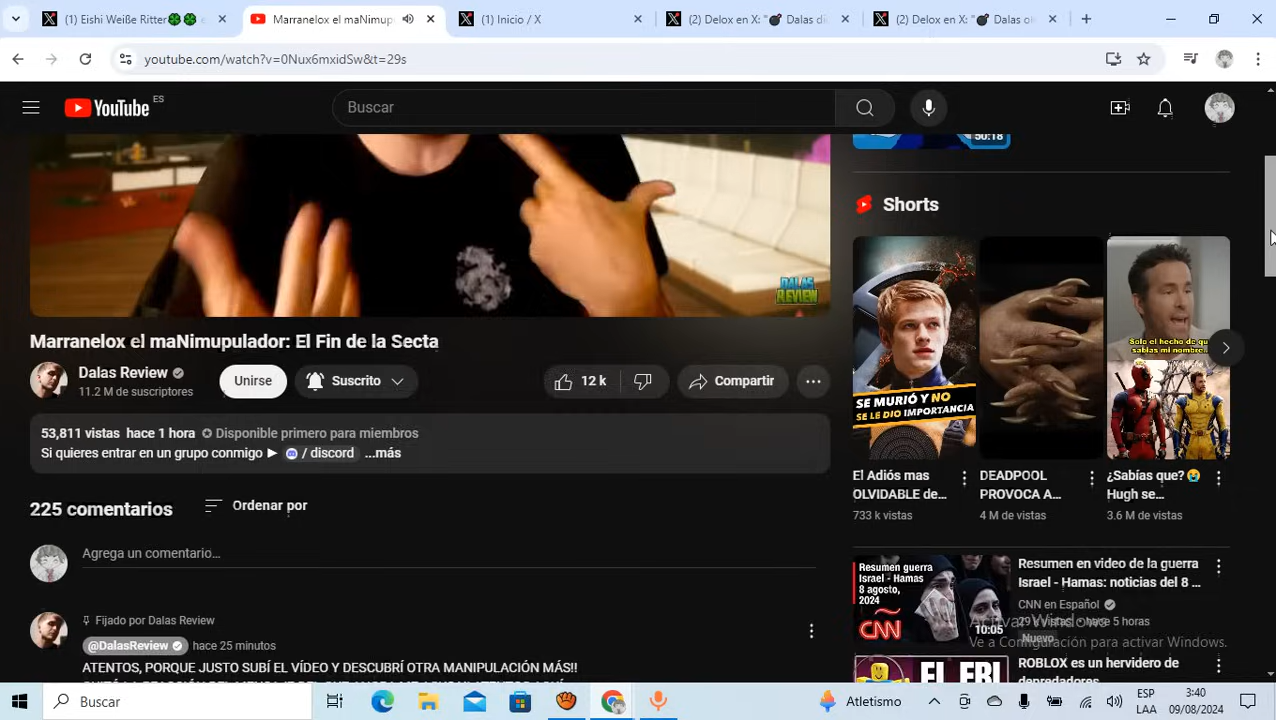 (1) Eishi Weiße Ritter🍀🍀 e
Marranelox el maNimupu
(1) Inicio / X
(2) Delox en X: "💣 Dalas di
(2) Delox en X: "💣 Dalas ol
youtube.com/watch?v=0Nux6mxidSw&t=29s
YouTube ES
Buscar
50:18
DALAS REVIEW
Shorts
Solo el hecho de que
sabías mi nombre...
SE MURIÓ Y NO
SE LE DIO IMPORTANCIA
El Adiós mas
OLVIDABLE de...
733 k vistas
DEADPOOL
PROVOCA A...
4 M de vistas
¿Sabías que? 😭
Hugh se...
3.6 M de vistas
Marranelox el maNimupulador: El Fin de la Secta
Dalas Review
11.2 M de suscriptores
Unirse
Suscrito
12 k
Compartir
53,811 vistas hace 1 hora Disponible primero para miembros
Si quieres entrar en un grupo conmigo ► / discord ...más
225 comentarios
Ordenar por
Agrega un comentario...
Fijado por Dalas Review
@DalasReview hace 25 minutos
ATENTOS, PORQUE JUSTO SUBÍ EL VÍDEO Y DESCUBRÍ OTRA MANIPULACIÓN MÁS!!
Resumen guerra
Israel - Hamas:
8 agosto,
2024
CNN
10:05
Resumen en video de la guerra
Israel - Hamas: noticias del 8 ...
CNN en Español
hace 5 horas
Nuevo
EL FBI
ROBLOX es un hervidero de
depredadores
Activar Windows
Ve a Configuración para activar Windows.
Buscar
Atletismo
ESP
LAA
3:40
09/08/2024